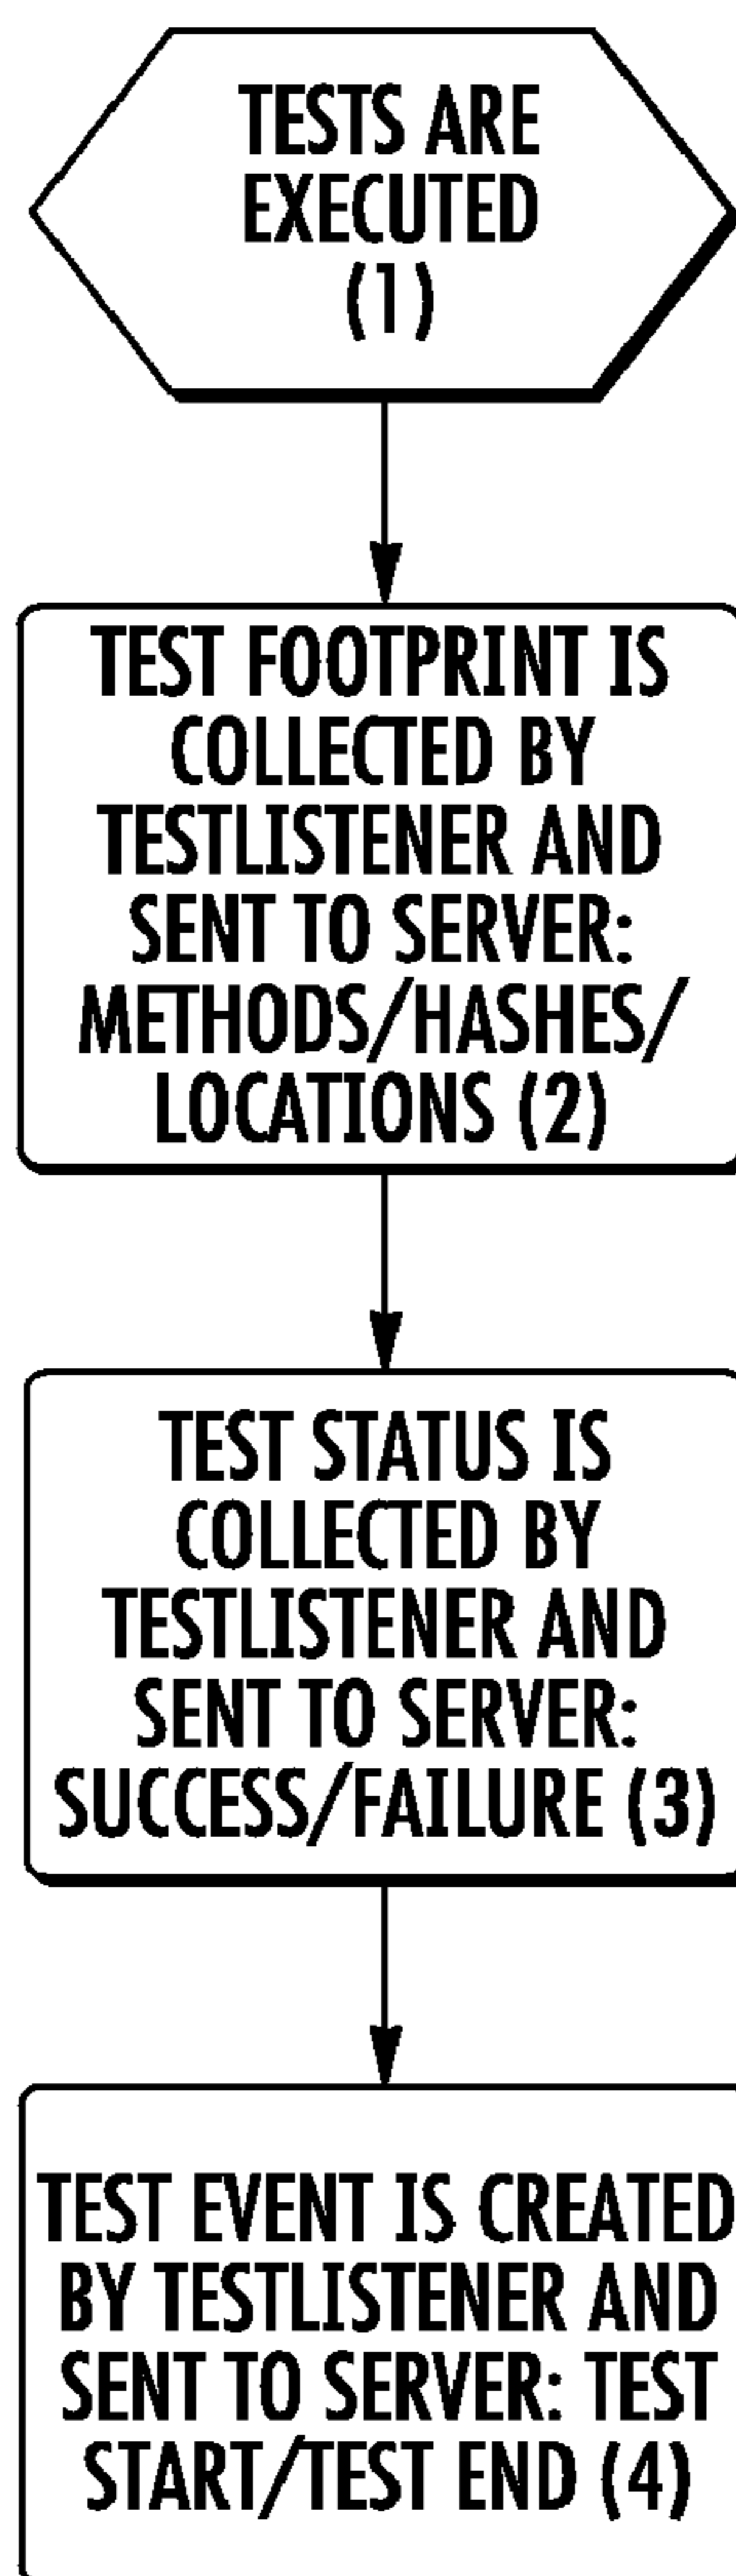 TESTS ARE
EXECUTED
(1)
TEST FOOTPRINT IS
COLLECTED BY
TESTLISTENER AND
SENT TO SERVER:
METHODS/HASHES/
LOCATIONS (2)
TEST STATUS IS
COLLECTED BY
TESTLISTENER AND
SENT TO SERVER:
SUCCESS/FAILURE (3)
TEST EVENT IS CREATED
BY TESTLISTENER AND
SENT TO SERVER: TEST
START/TEST END (4)